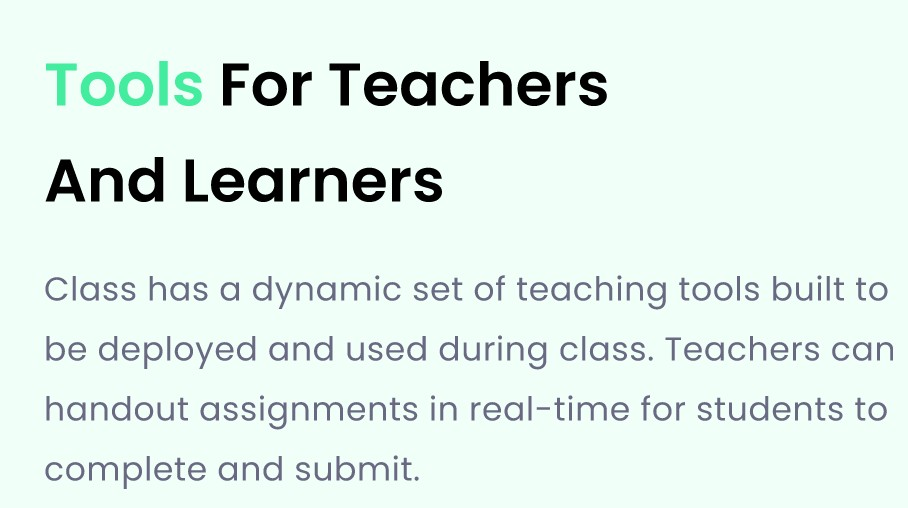 Tools For Teachers
And Learners
Class has a dynamic set of teaching tools built to
be deployed and used during class. Teachers can
handout assignments in real-time for students to
complete and submit.